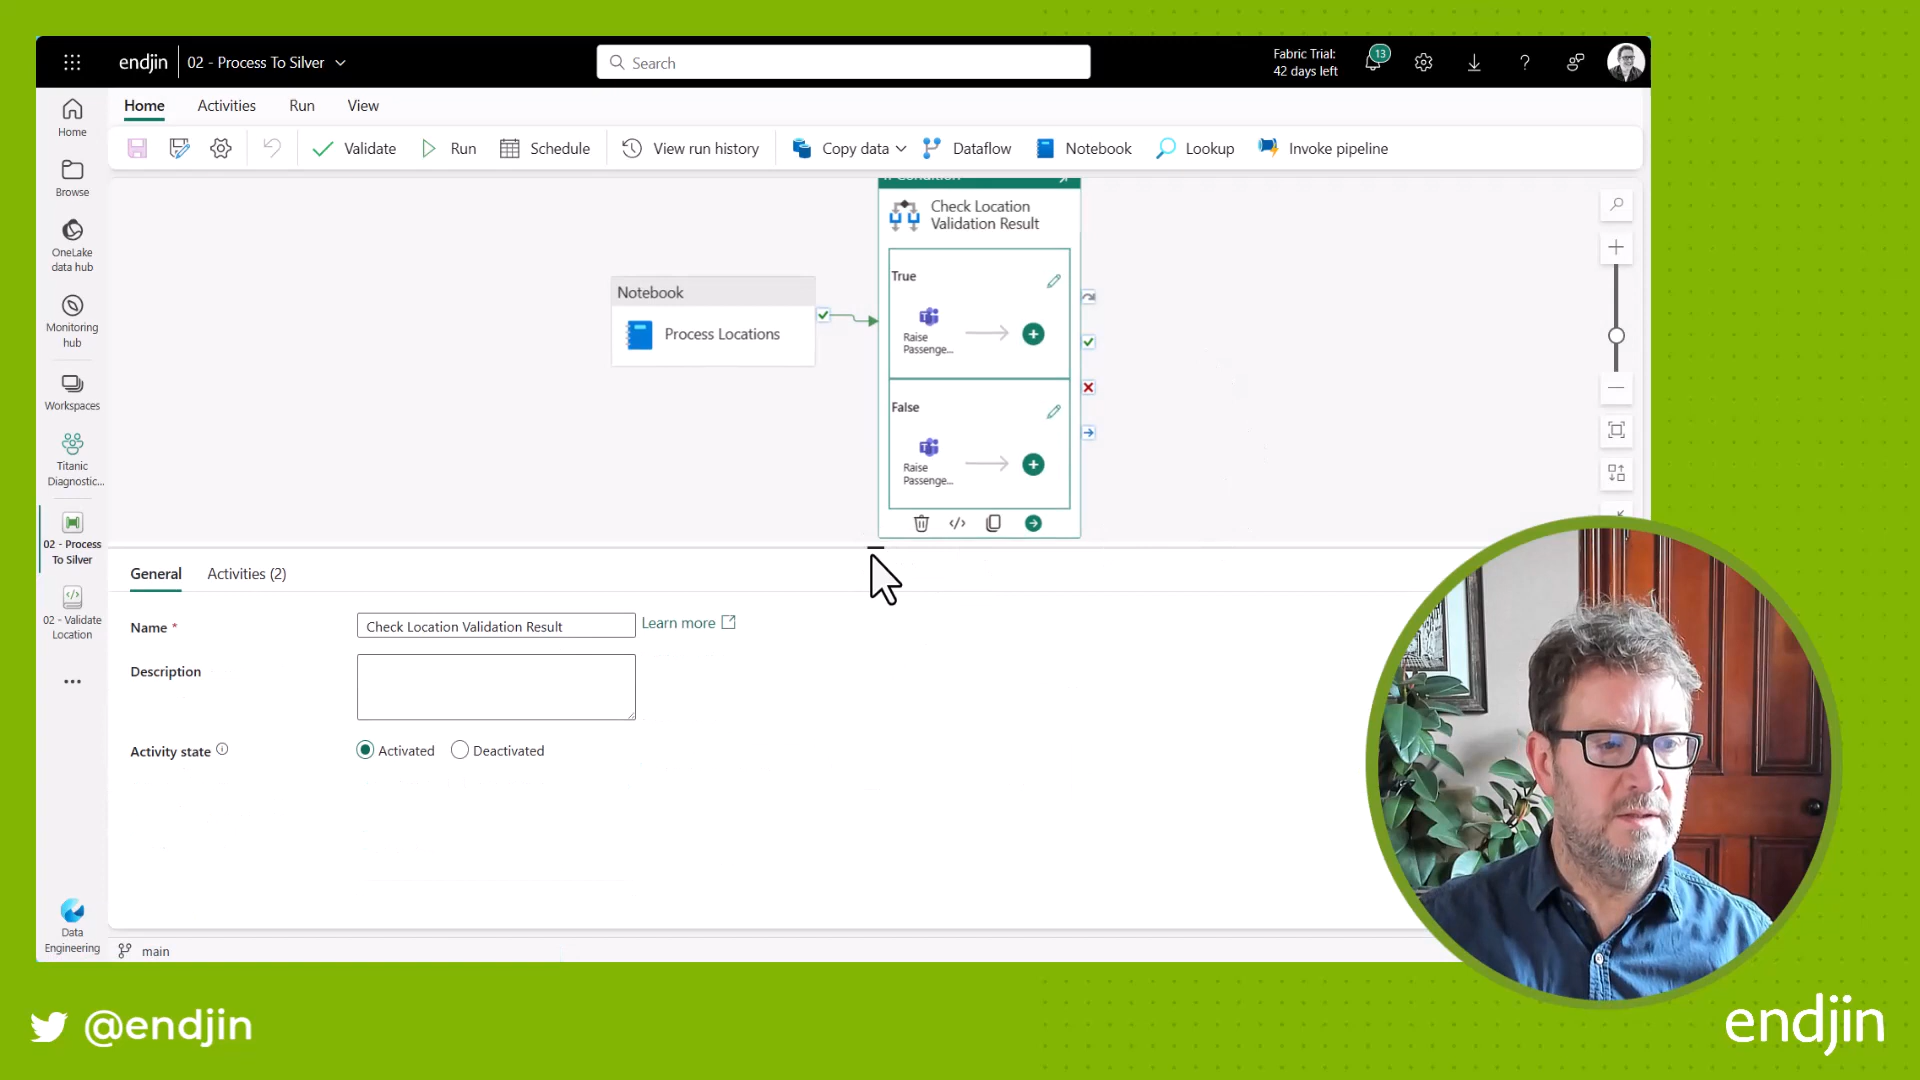 endjin
02 - Process To Silver
Search
Fabric Trial:
42 days left
13
?
Home
Activities
Run
View
Validate
Run
Schedule
View run history
Copy data
Dataflow
Notebook
Lookup
Invoke pipeline
Home
Browse
OneLake
data hub
Monitoring
hub
Workspaces
Titanic
Diagnostic...
02 - Process
To Silver
02 - Validate
Location
Data
Engineering
Notebook
Process Locations
If Condition
Check Location
Validation Result
True
Raise
Passenge...
False
Raise
Passenge...
General
Activities (2)
Name *
Check Location Validation Result
Learn more
Description
Activity state
Activated
Deactivated
main
@endjin
endjin